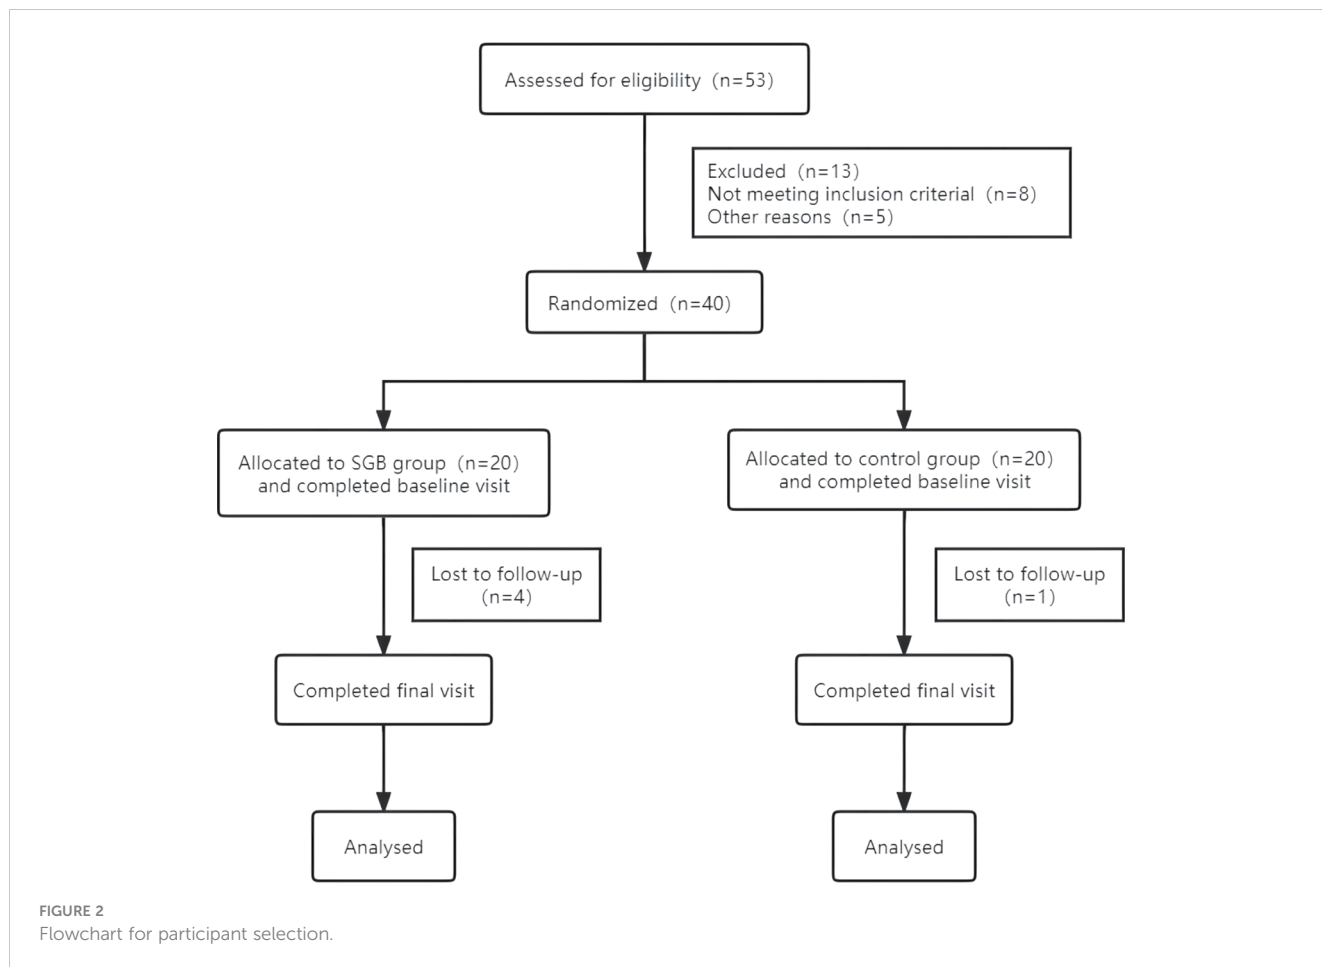 Assessed for eligibility (n=53)
Excluded (n=13)
Not meeting inclusion criterial (n=8)
Other reasons (n=5)
Randomized (n=40)
Allocated to SGB group (n=20)
and completed baseline visit
Allocated to control group (n=20)
and completed baseline visit
Lost to follow-up
(n=4)
Lost to follow-up
(n=1)
Completed final visit
Completed final visit
Analysed
Analysed
FIGURE 2
Flowchart for participant selection.